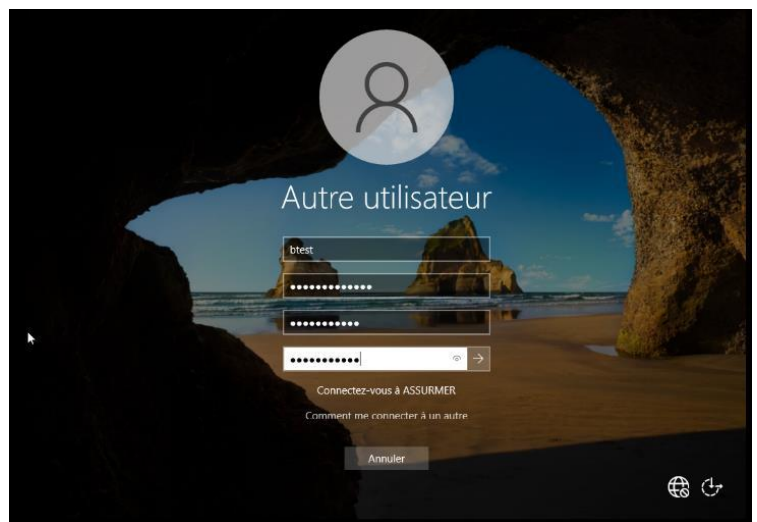 Autre utilisateur
btest
•••••••••••••
•••••••••••
•••••••••••
Connectez-vous à ASSURMER
Comment me connecter à un autre
Annuler